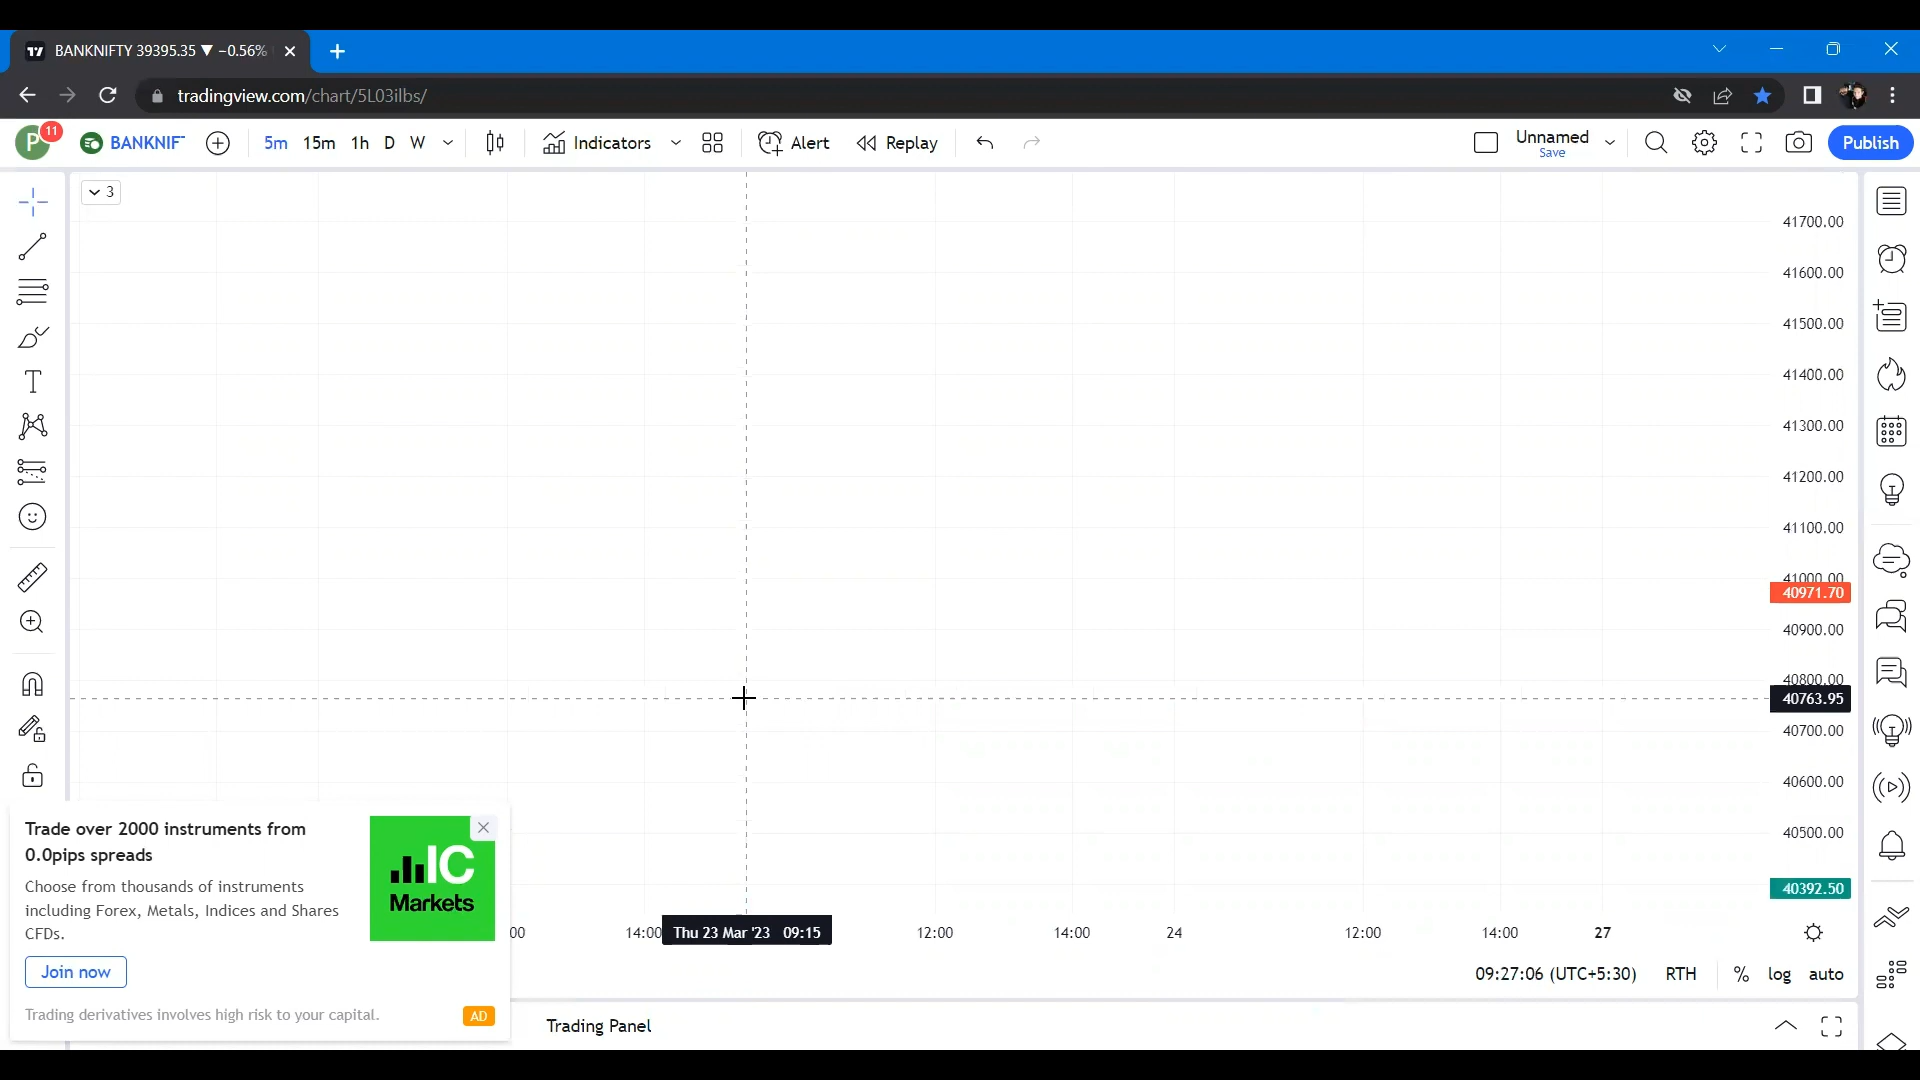 BANKNIFTY 39395.35 ▼ −0.56%
tradingview.com/chart/5L03ilbs/
P
11
BANKNIF
5m 15m 1h D W
Indicators
Alert
Replay
Unnamed
Save
Publish
3
41700.00
41600.00
41500.00
41400.00
41300.00
41200.00
41100.00
41000.00
40971.70
40900.00
40800.00
40763.95
40700.00
40600.00
40500.00
40392.50
Trade over 2000 instruments from
0.0pips spreads
Choose from thousands of instruments
including Forex, Metals, Indices and Shares
CFDs.
IC
Markets
Join now
Trading derivatives involves high risk to your capital.
AD
00 14:00 Thu 23 Mar '23 09:15 12:00 14:00 24 12:00 14:00 27
09:27:06 (UTC+5:30) RTH % log auto
Trading Panel